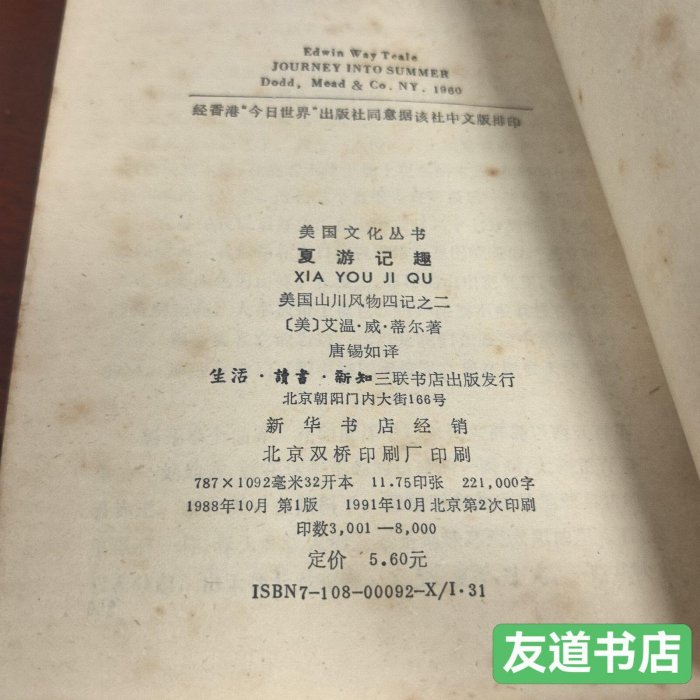 Edwin Way Teale
JOURNEY INTO SUMMER
Dodd, Mead & Co. NY. 1960
经香港“今日世界”出版社同意据该社中文版排印
美国文化丛书
夏游记趣
XIA YOU JI QU
美国山川风物四记之二
〔美〕艾温·威·蒂尔著
唐锡如译
生活·讀書·新知三联书店出版发行
北京朝阳门内大街166号
新华书店经销
北京双桥印刷厂印刷
787×1092毫米32开本 11.75印张 221,000字
1988年10月 第1版 1991年10月北京第2次印刷
印数3,001—8,000
定价 5.60元
ISBN7-108-00092-X/I·31
友道书店